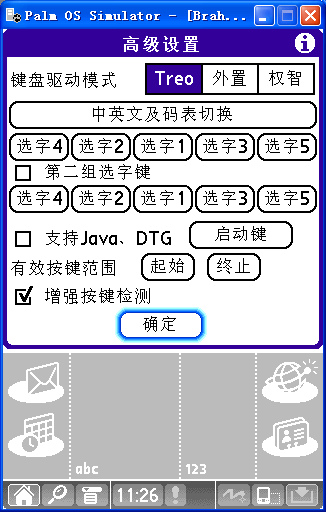 Palm OS Simulator - [Brah...
高级设置
键盘驱动模式 Treo 外置 权智
中英文及码表切换
选字4 选字2 选字1 选字3 选字5
第二组选字键
选字4 选字2 选字1 选字3 选字5
支持Java、DTG 启动键
有效按键范围 起始 终止
增强按键检测
确定
abc 123
11:26